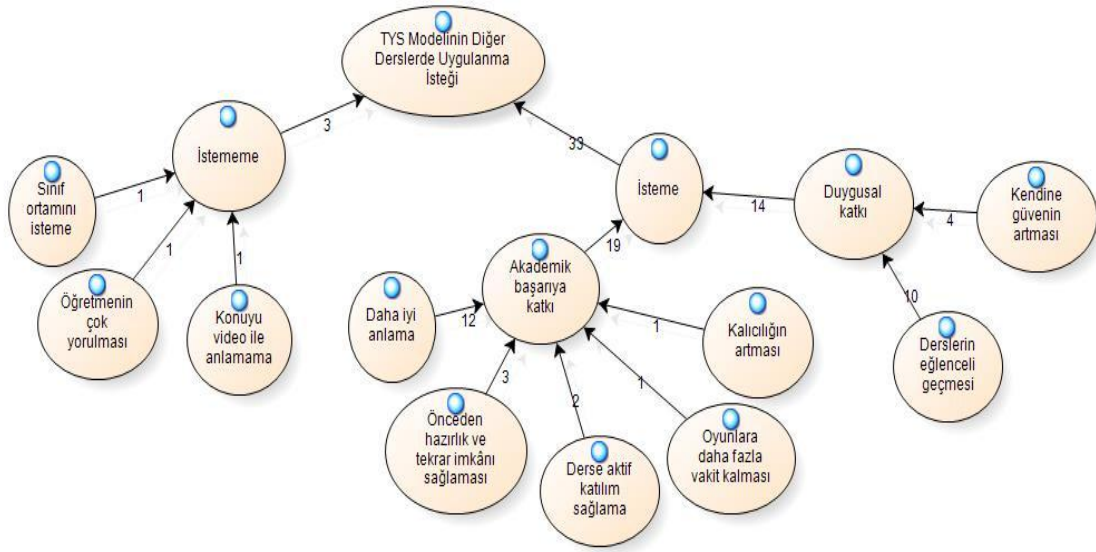 TYS Modelinin Diğer
Derslerde Uygulanma
İsteği
3
33
İstememe
Sınıf
ortamını
isteme
1
Öğretmenin
çok
yorulması
1
Konuyu
video ile
anlamama
1
İsteme
14
Duygusal
katkı
4
Kendine
güvenin
artması
10
Derslerin
eğlenceli
geçmesi
19
Akademik
başarıya
katkı
Daha iyi
anlama
12
Önceden
hazırlık ve
tekrar imkânı
sağlaması
3
Derse aktif
katılım
sağlama
2
Oyunlara
daha fazla
vakit kalması
1
Kalıcılığın
artması
1